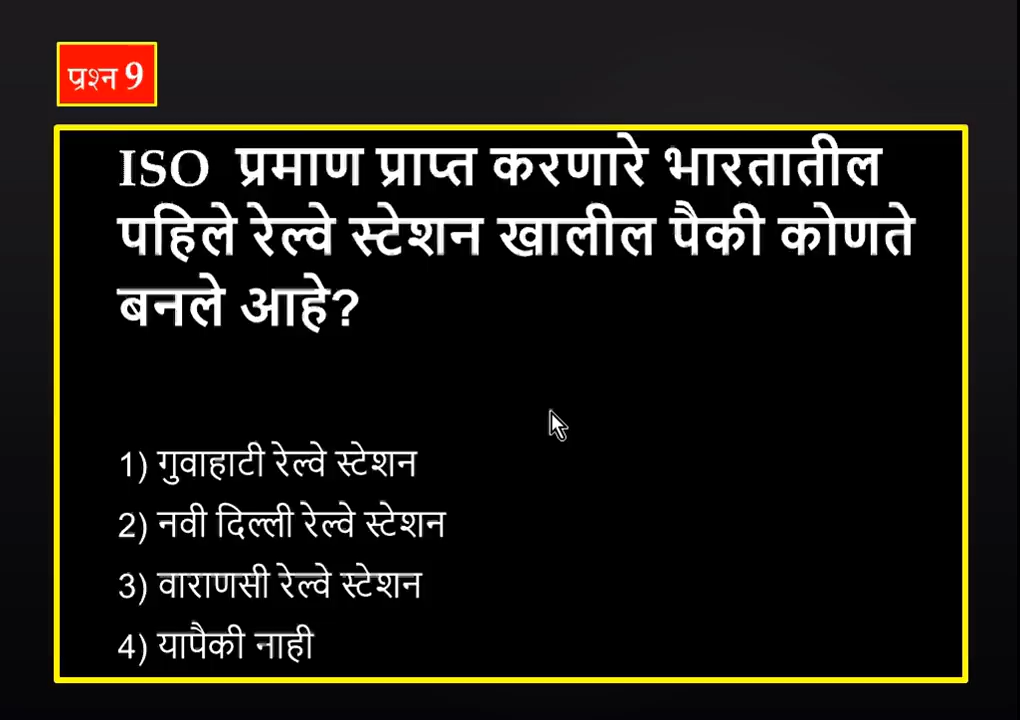 प्रश्न 9
ISO प्रमाण प्राप्त करणारे भारतातील
पहिले रेल्वे स्टेशन खालील पैकी कोणते
बनले आहे?
1) गुवाहाटी रेल्वे स्टेशन
2) नवी दिल्ली रेल्वे स्टेशन
3) वाराणसी रेल्वे स्टेशन
4) यापैकी नाही